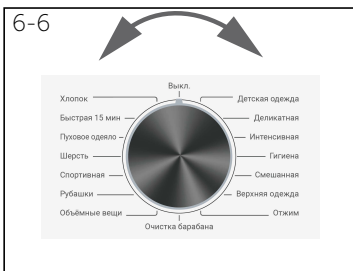 6-6
Выкл.
Хлопок
Детская одежда
Быстрая 15 мин
Деликатная
Пуховое одеяло
Интенсивная
Шерсть
Гигиена
Спортивная
Смешанная
Рубашки
Верхняя одежда
Объёмные вещи
Отжим
Очистка барабана